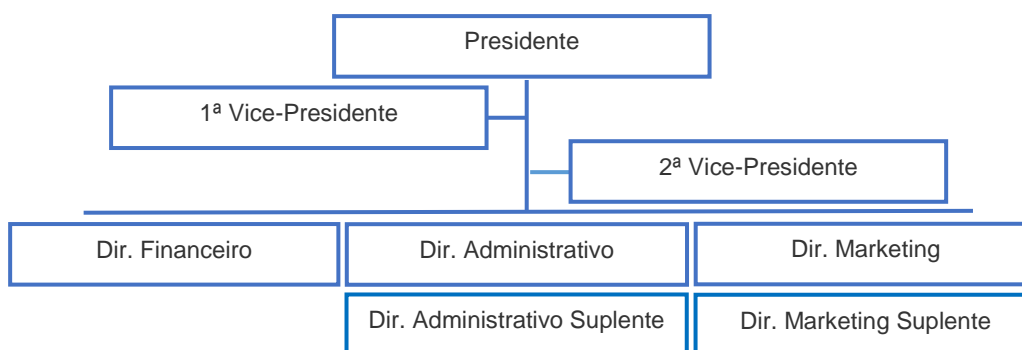 Presidente
1ª Vice-Presidente
2ª Vice-Presidente
Dir. Financeiro
Dir. Administrativo
Dir. Marketing
Dir. Administrativo Suplente
Dir. Marketing Suplente